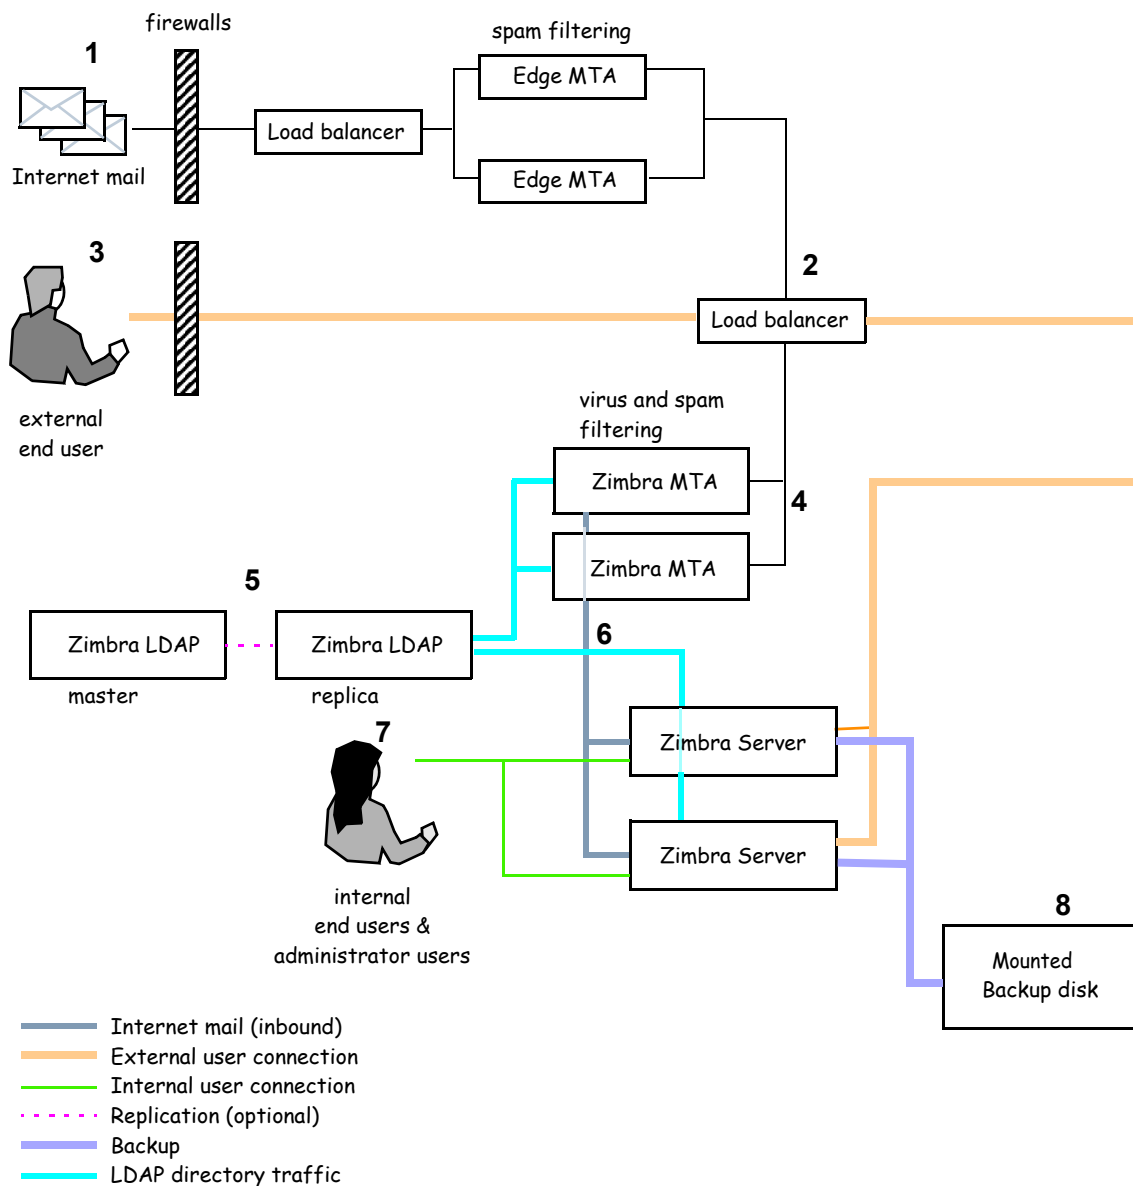 firewalls
1
spam filtering
Edge MTA
Load balancer
Internet mail
Edge MTA
3
2
Load balancer
external
end user
virus and spam
filtering
Zimbra MTA
4
Zimbra MTA
5
6
Zimbra LDAP
Zimbra LDAP
master
replica
7
Zimbra Server
Zimbra Server
internal
end users &
administrator users
8
Mounted
Backup disk
Internet mail (inbound)
External user connection
Internal user connection
Replication (optional)
Backup
LDAP directory traffic